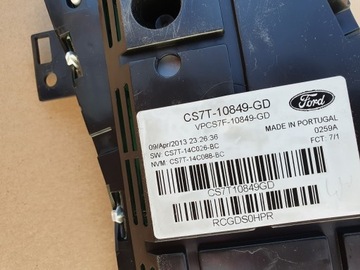 CS7T-10849-GD
Ford
VPCS7F-10849-GD
09/Apr/2013 23:26:36
MADE IN PORTUGAL
SW: CS7T-14C026-BC
0259A
NVM: CS7T-14C088-BC
FCT: 7/1
CS7T10849GD
RCGDS0HPR